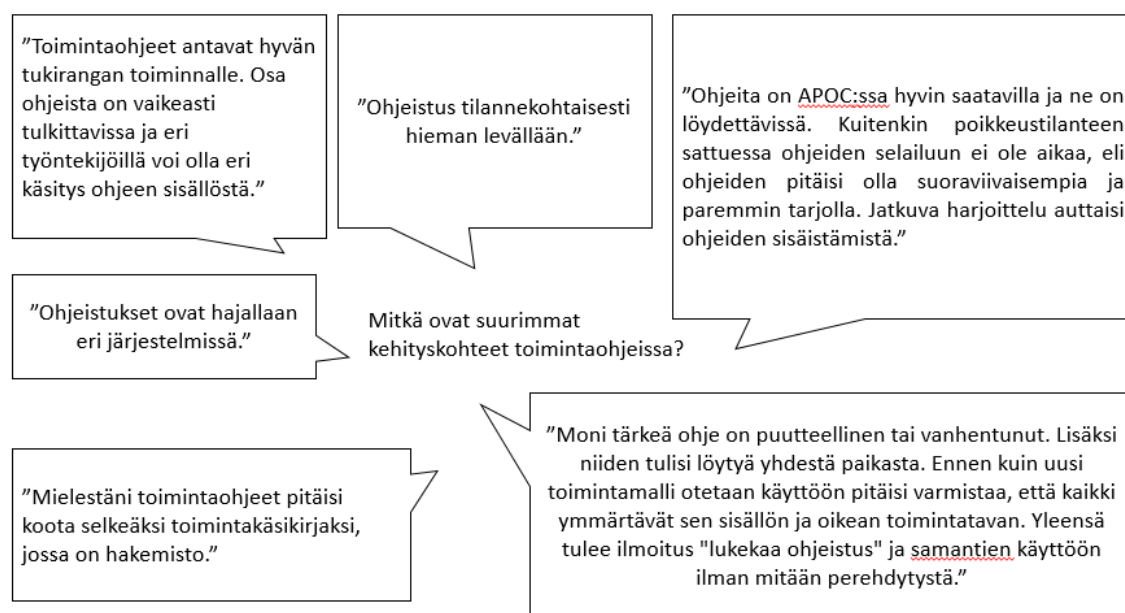 ”Toimintaohjeet antavat hyvän
tukirangan toiminnalle. Osa
ohjeista on vaikeasti
tulkittavissa ja eri
työntekijöillä voi olla eri
käsitys ohjeen sisällöstä.”
”Ohjeistus tilannekohtaisesti
hieman levällään.”
”Ohjeita on APOC:ssa hyvin saatavilla ja ne on
löydettävissä. Kuitenkin poikkeustilanteen
sattuessa ohjeiden selailuun ei ole aikaa, eli
ohjeiden pitäisi olla suoraviivaisempia ja
paremmin tarjolla. Jatkuva harjoittelu auttaisi
ohjeiden sisäistämistä.”
”Ohjeistukset ovat hajallaan
eri järjestelmissä.”
Mitkä ovat suurimmat
kehityskohteet toimintaohjeissa?
”Mielestäni toimintaohjeet pitäisi
koota selkeäksi toimintakäsikirjaksi,
jossa on hakemisto.”
”Moni tärkeä ohje on puutteellinen tai vanhentunut. Lisäksi
niiden tulisi löytyä yhdestä paikasta. Ennen kuin uusi
toimintamalli otetaan käyttöön pitäisi varmistaa, että kaikki
ymmärtävät sen sisällön ja oikean toimintatavan. Yleensä
tulee ilmoitus "lukekaa ohjeistus" ja samantien käyttöön
ilman mitään perehdytystä.”